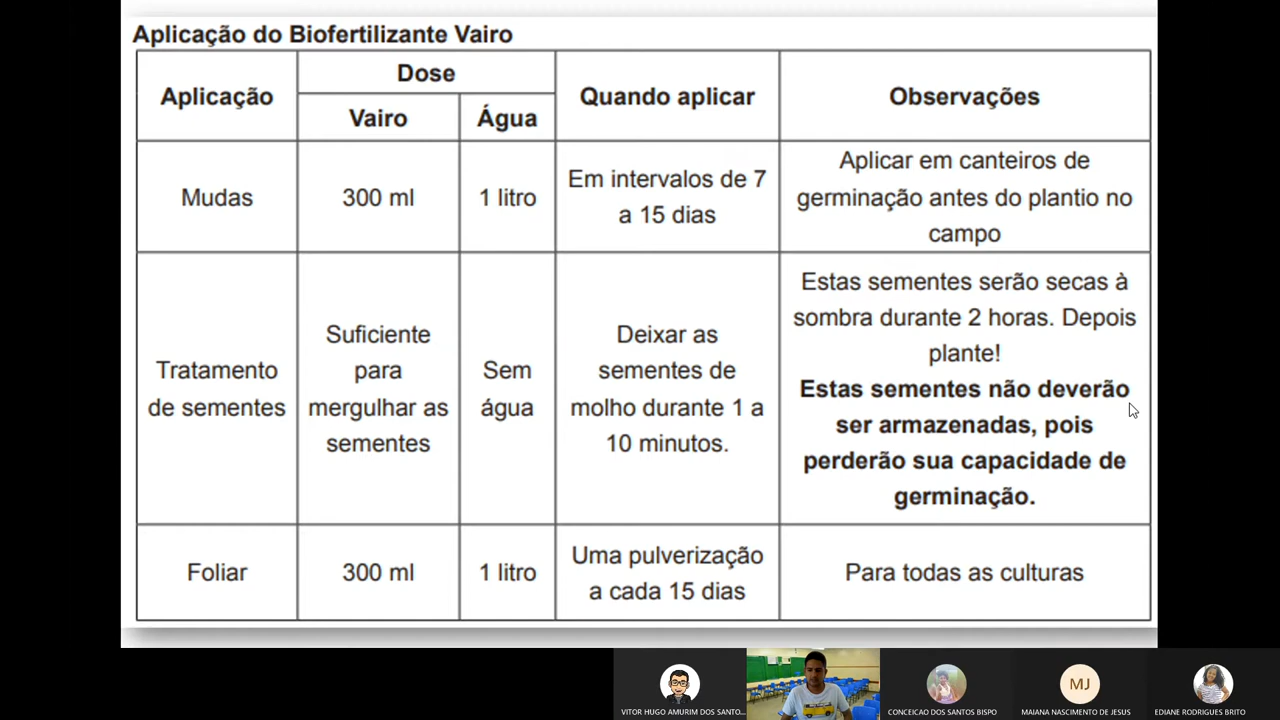 Aplicação do Biofertilizante Vairo
Aplicação
Dose
Vairo
Água
Quando aplicar
Observações
Mudas
300 ml
1 litro
Em intervalos de 7
a 15 dias
Aplicar em canteiros de
germinação antes do plantio no
campo
Tratamento
de sementes
Suficiente
para
mergulhar as
sementes
Sem
água
Deixar as
sementes de
molho durante 1 a
10 minutos.
Estas sementes serão secas à
sombra durante 2 horas. Depois
plante!
Estas sementes não deverão
ser armazenadas, pois
perderão sua capacidade de
germinação.
Foliar
300 ml
1 litro
Uma pulverização
a cada 15 dias
Para todas as culturas
VITOR HUGO AMURIM DOS SANTO...
CONCEICAO DOS SANTOS BISPO
MJ
MAIANA NASCIMENTO DE JESUS
EDIANE RODRIGUES BRITO